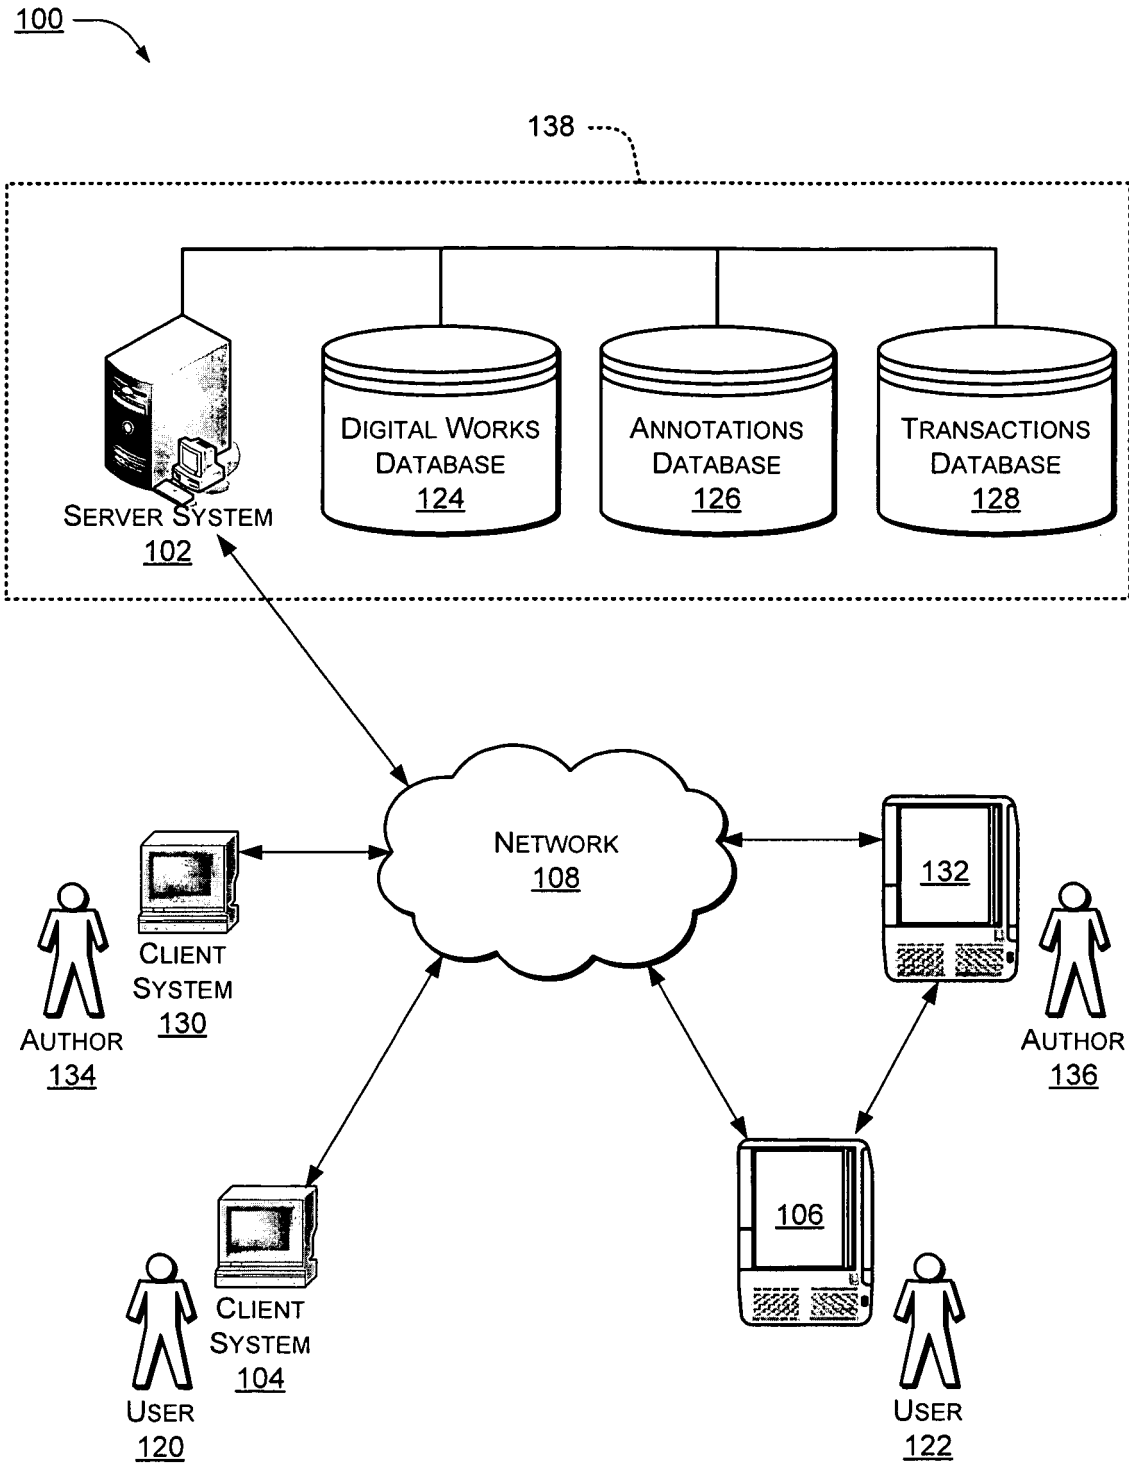 100
138
DIGITAL WORKS
DATABASE
124
ANNOTATIONS
DATABASE
126
TRANSACTIONS
DATABASE
128
SERVER SYSTEM
102
NETWORK
108
132
CLIENT
SYSTEM
130
AUTHOR
134
AUTHOR
136
106
CLIENT
SYSTEM
104
USER
120
USER
122